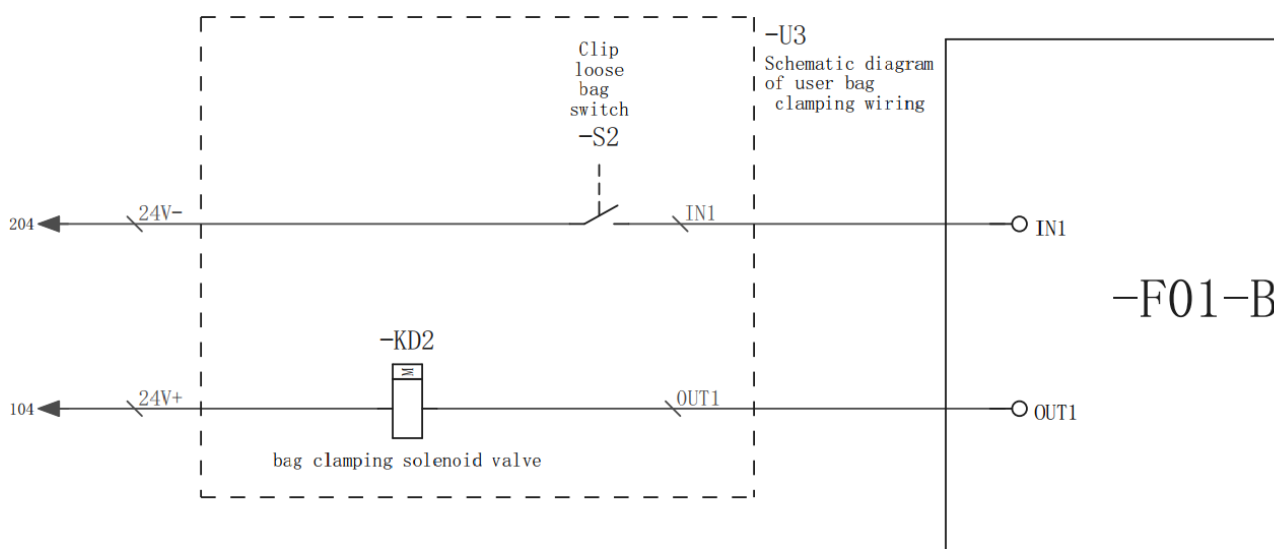 -U3
Schematic diagram
of user bag
clamping wiring
Clip
loose
bag
switch
-S2
204
24V-
IN1
IN1
-F01-B
-KD2
M
104
24V+
OUT1
OUT1
bag clamping solenoid valve